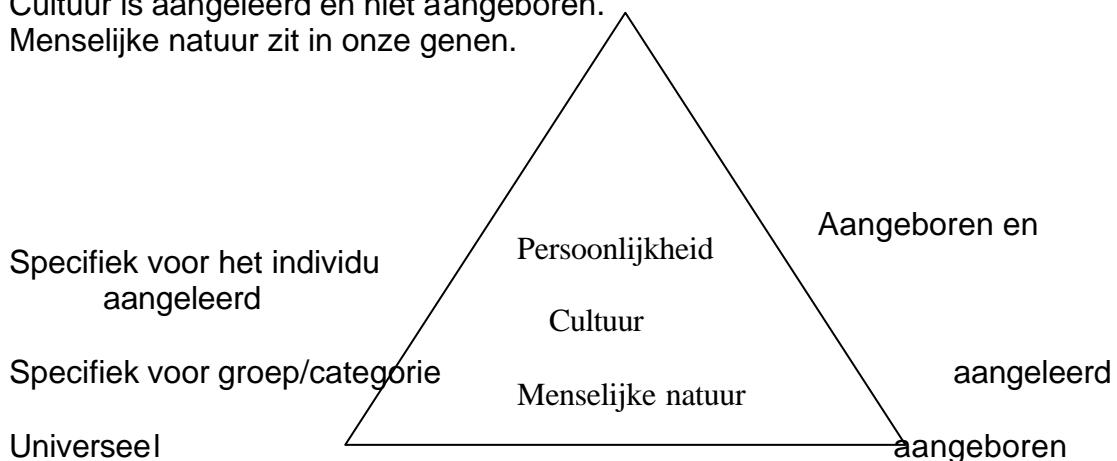 Cultuur is aangeleerd en niet aangeboren.
Menselijke natuur zit in onze genen.
Aangeboren en
Persoonlijkheid
Specifiek voor het individu
aangeleerd
Cultuur
Specifiek voor groep/categorie
aangeleerd
Menselijke natuur
Universeel
aangeboren